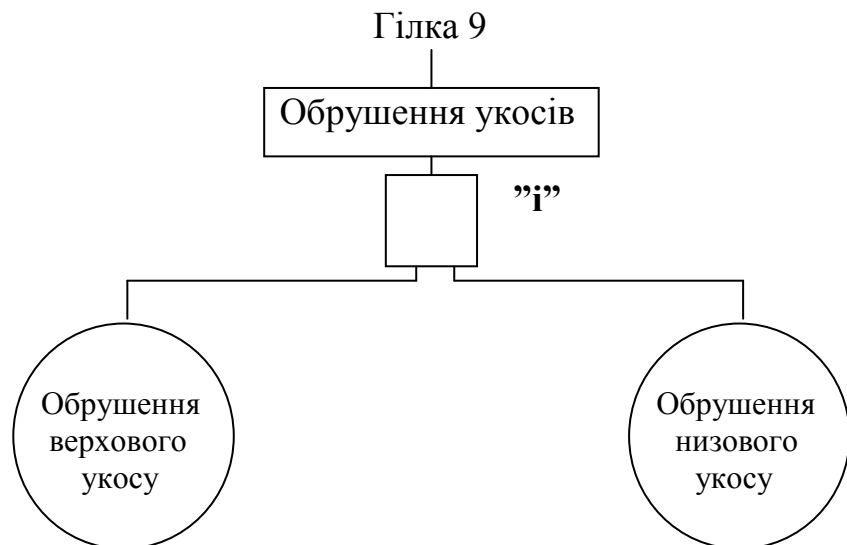 Гілка 9
Обрушення укосів
”і”
Обрушення
верхового
укосу
Обрушення
низового
укосу